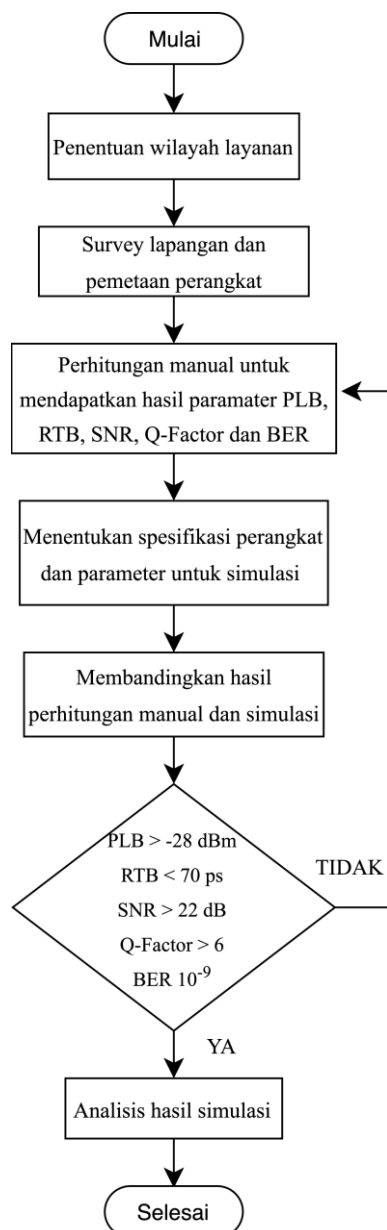 Mulai
Penentuan wilayah layanan
Survey lapangan dan
pemetaan perangkat
Perhitungan manual untuk
mendapatkan hasil paramater PLB,
RTB, SNR, Q-Factor dan BER
Menentukan spesifikasi perangkat
dan parameter untuk simulasi
Membandingkan hasil
perhitungan manual dan simulasi
PLB > -28 dBm
RTB < 70 ps
SNR > 22 dB
Q-Factor > 6
BER 10⁻⁹
TIDAK
YA
Analisis hasil simulasi
Selesai